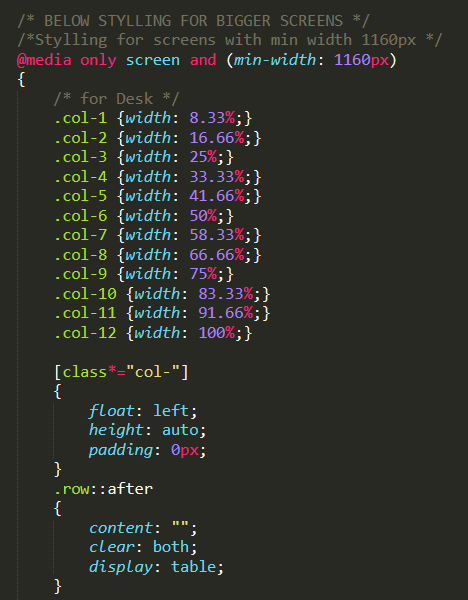 /* BELOW STYLLING FOR BIGGER SCREENS */
/*Stylling for screens with min width 1160px */
@media only screen and (min-width: 1160px)
{
/* for Desk */
.col-1 {width: 8.33%;}
.col-2 {width: 16.66%;}
.col-3 {width: 25%;}
.col-4 {width: 33.33%;}
.col-5 {width: 41.66%;}
.col-6 {width: 50%;}
.col-7 {width: 58.33%;}
.col-8 {width: 66.66%;}
.col-9 {width: 75%;}
.col-10 {width: 83.33%;}
.col-11 {width: 91.66%;}
.col-12 {width: 100%;}
[class*="col-"]
{
float: left;
height: auto;
padding: 0px;
}
.row::after
{
content: "";
clear: both;
display: table;
}